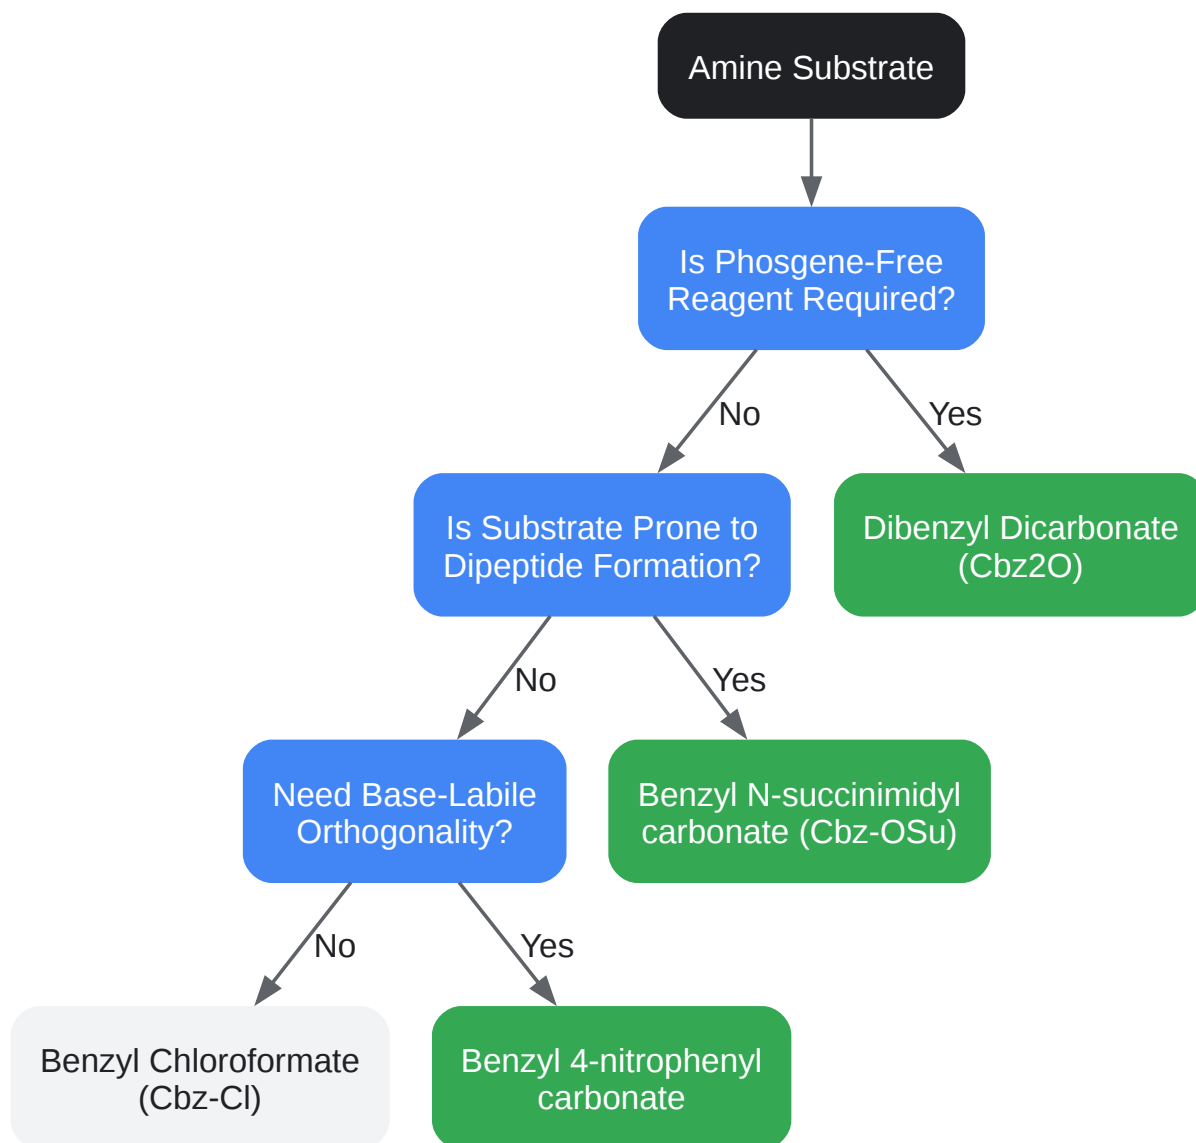 Amine Substrate
Is Phosgene-Free
Reagent Required?
No
Yes
Is Substrate Prone to
Dipeptide Formation?
Dibenzyl Dicarbonate
(Cbz2O)
No
Yes
Need Base-Labile
Orthogonality?
Benzyl N-succinimidyl
carbonate (Cbz-OSu)
No
Yes
Benzyl Chloroformate
(Cbz-Cl)
Benzyl 4-nitrophenyl
carbonate